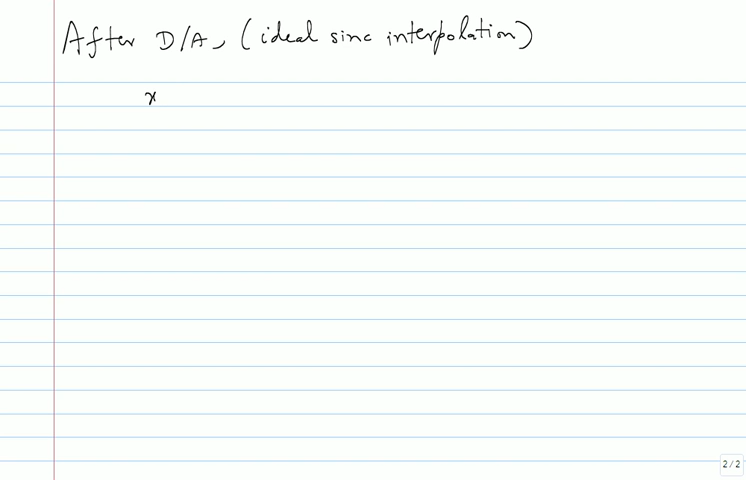 After D/A, (ideal sinc interpolation)
x
2/2